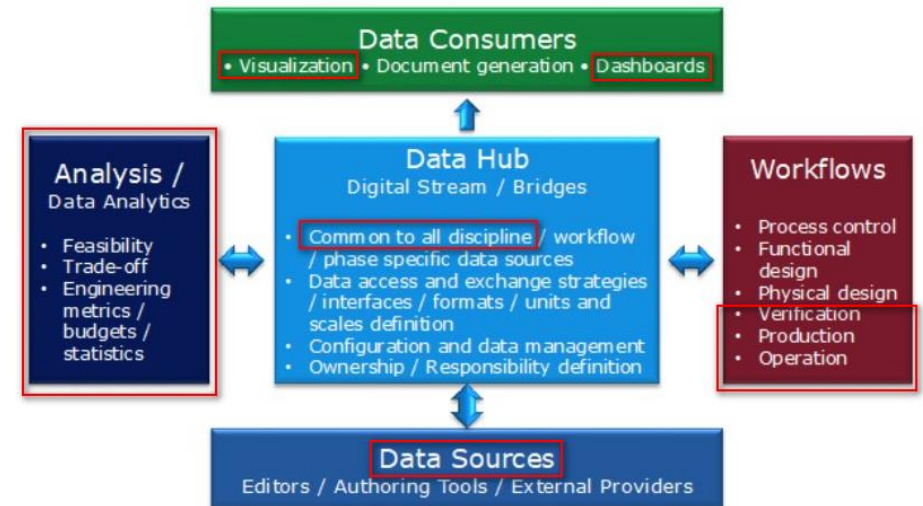 Data Consumers
• Visualization • Document generation • Dashboards
Analysis /
Data Analytics
• Feasibility
• Trade-off
• Engineering
metrics /
budgets /
statistics
Data Hub
Digital Stream / Bridges
• Common to all discipline / workflow
/ phase specific data sources
• Data access and exchange strategies
/ interfaces / formats / units and
scales definition
• Configuration and data management
• Ownership / Responsibility definition
Workflows
• Process control
• Functional
design
• Physical design
• Verification
• Production
• Operation
Data Sources
Editors / Authoring Tools / External Providers